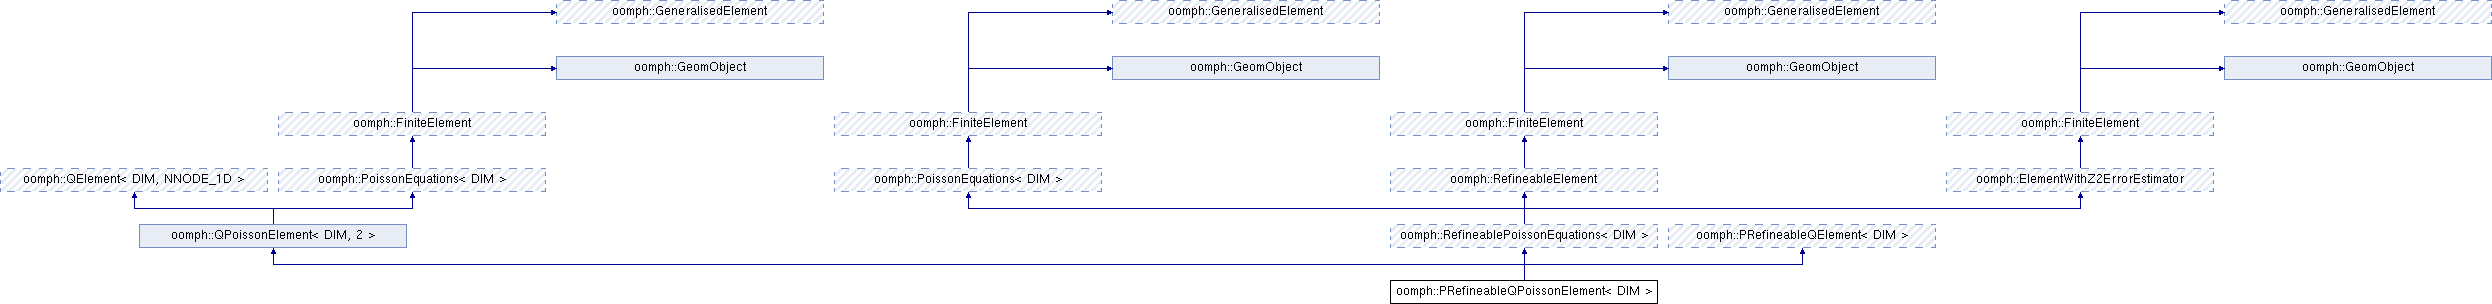 oomph::GeneralisedElement oomph::GeneralisedElement oomph::GeneralisedElement oomph::GeneralisedElement
oomph::GeomObject oomph::GeomObject oomph::GeomObject oomph::GeomObject
oomph::FiniteElement oomph::FiniteElement oomph::FiniteElement oomph::FiniteElement
oomph::QElement< DIM, NNODE_1D > oomph::PoissonEquations< DIM > oomph::PoissonEquations< DIM > oomph::RefineableElement oomph::ElementWithZ2ErrorEstimator
oomph::QPoissonElement< DIM, 2 > oomph::RefineablePoissonEquations< DIM > oomph::PRefineableQElement< DIM >
oomph::PRefineableQPoissonElement< DIM >